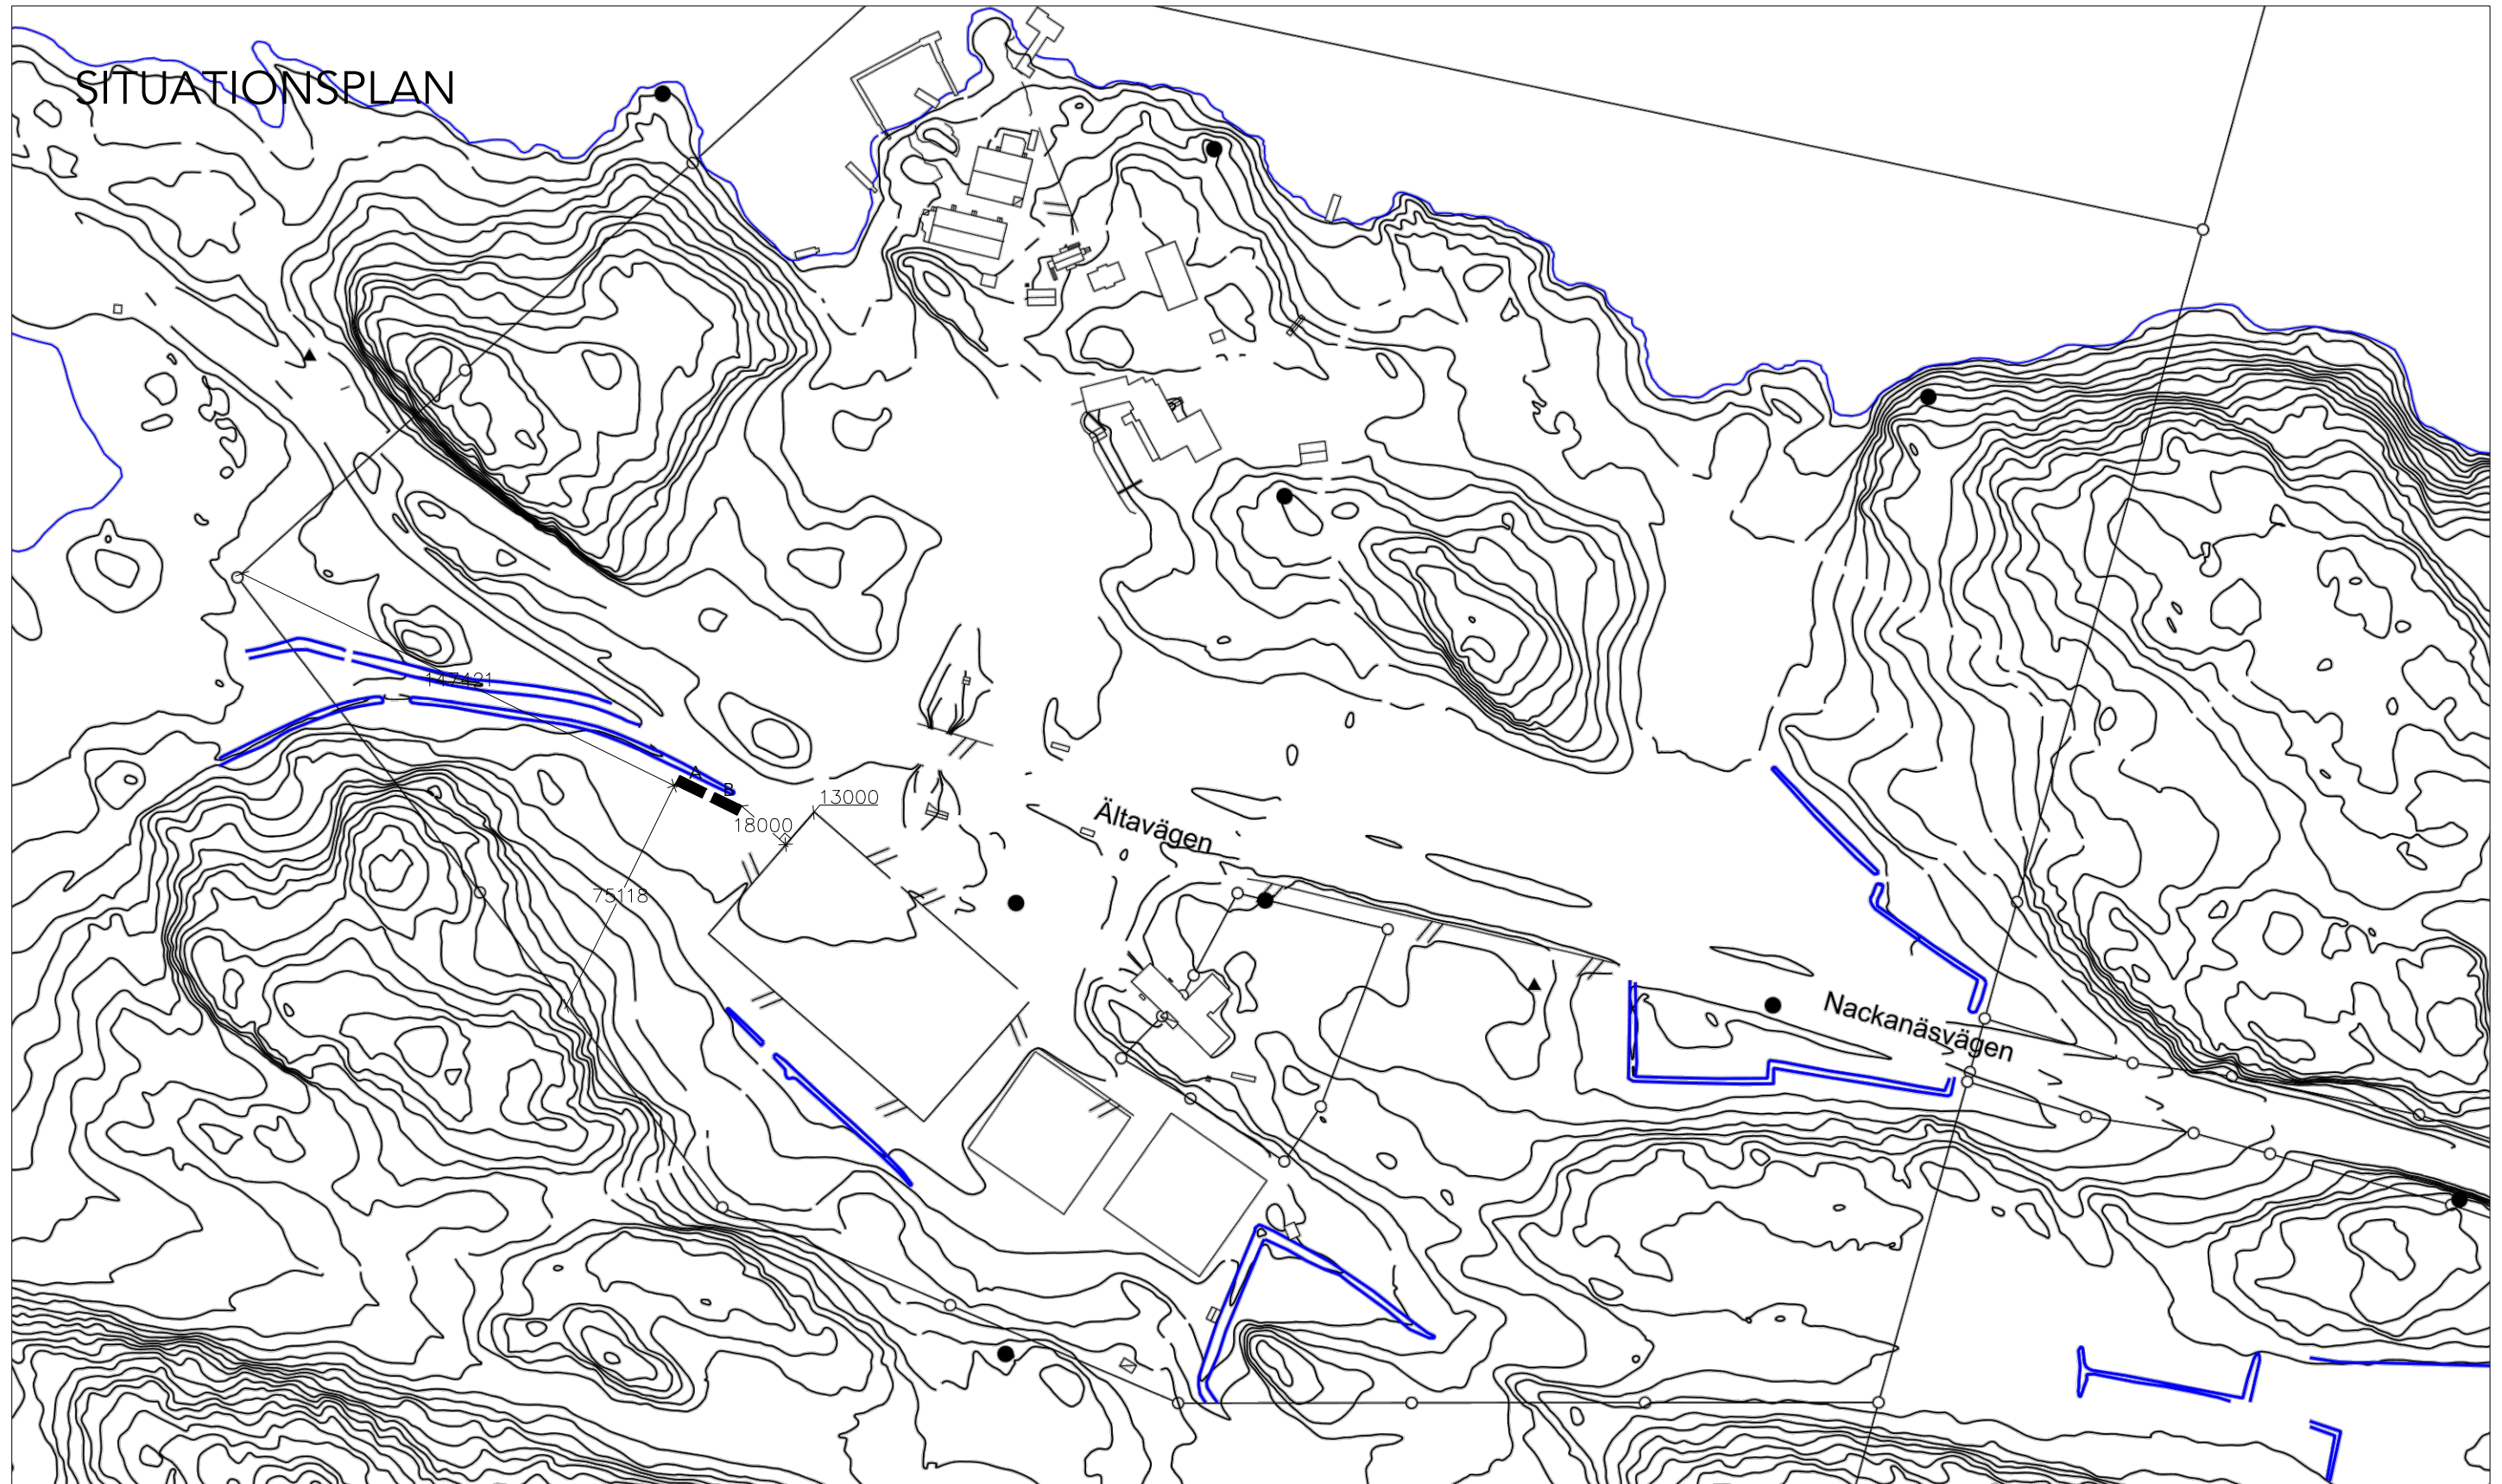 SITUATIONSPLAN
147421
A
B
13000
18000
Ältavägen
75118
Nackanäsvägen